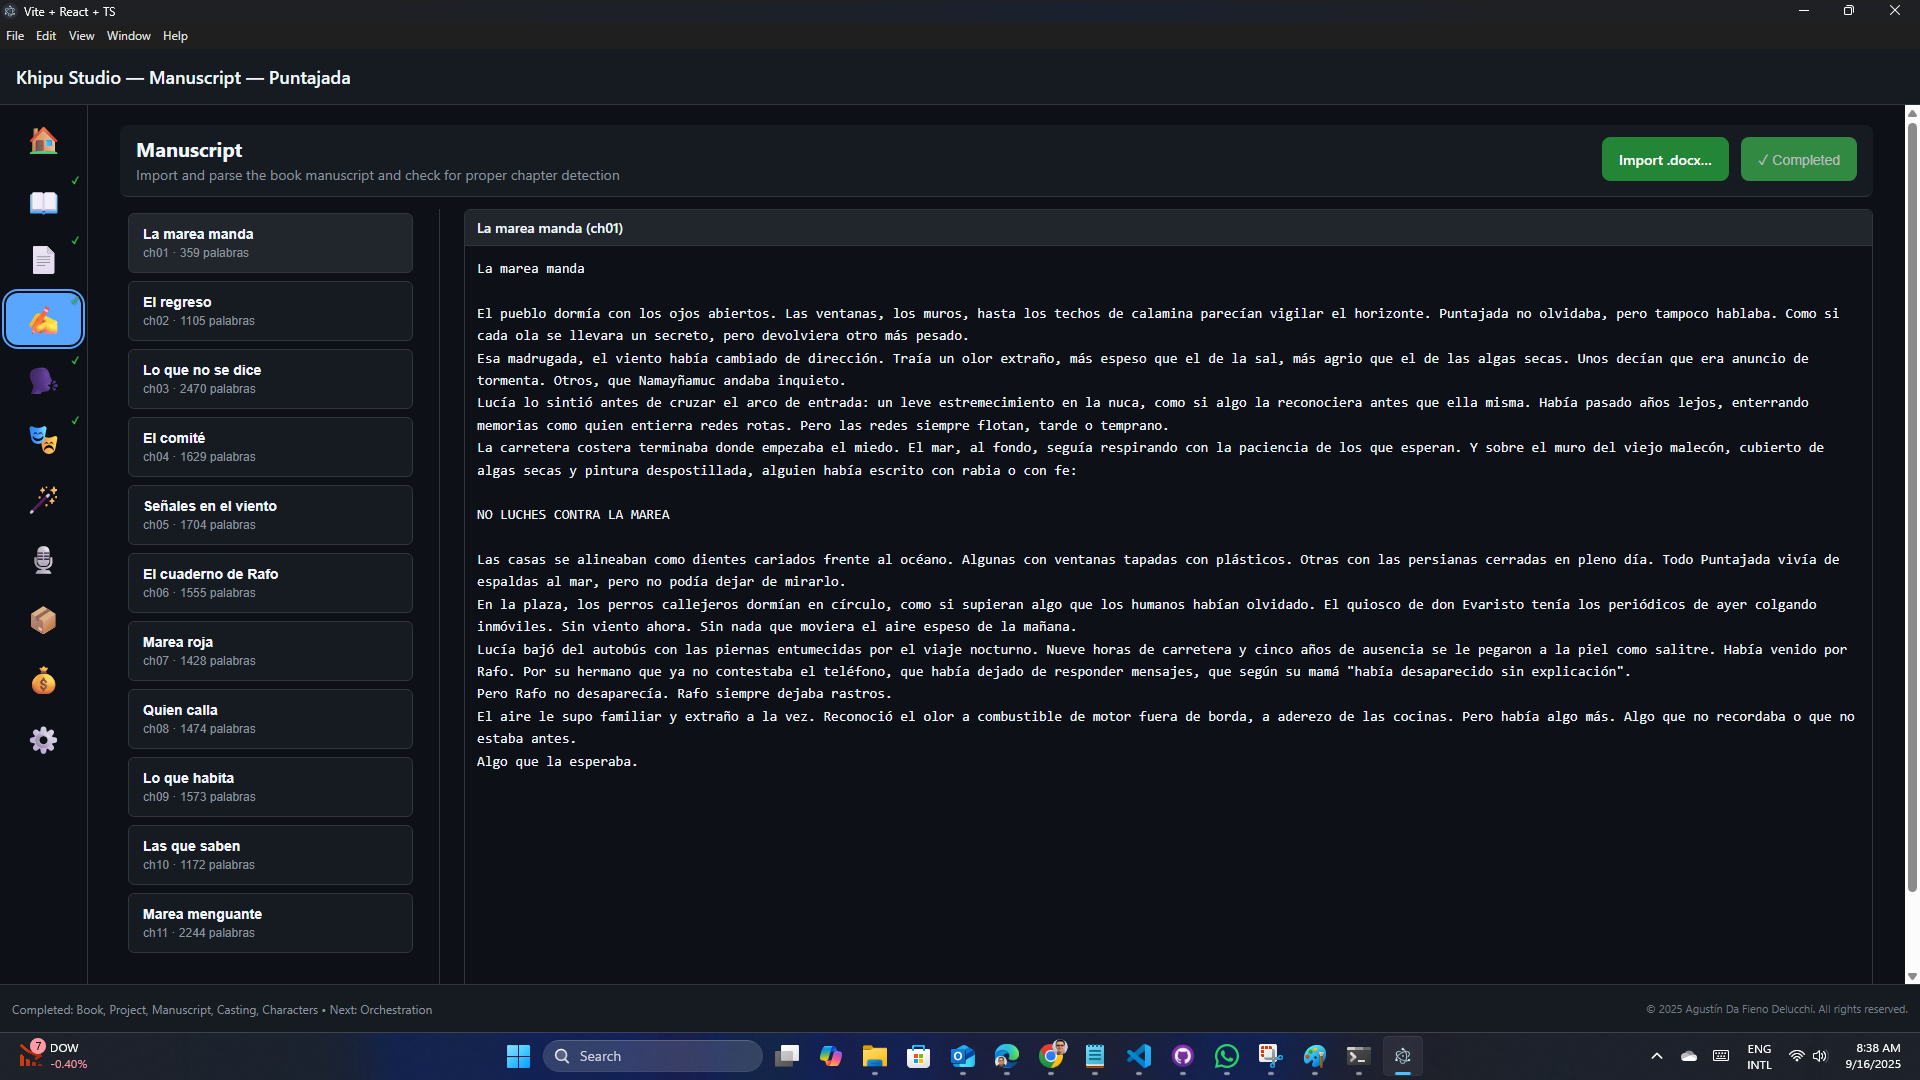 Vite + React + TS
File Edit View Window Help
Khipu Studio — Manuscript — Puntajada
Manuscript
Import and parse the book manuscript and check for proper chapter detection
Import .docx...
✓ Completed
La marea manda
ch01 · 359 palabras
El regreso
ch02 · 1105 palabras
Lo que no se dice
ch03 · 2470 palabras
El comité
ch04 · 1629 palabras
Señales en el viento
ch05 · 1704 palabras
El cuaderno de Rafo
ch06 · 1555 palabras
Marea roja
ch07 · 1428 palabras
Quien calla
ch08 · 1474 palabras
Lo que habita
ch09 · 1573 palabras
Las que saben
ch10 · 1172 palabras
Marea menguante
ch11 · 2244 palabras
La marea manda (ch01)
La marea manda
El pueblo dormía con los ojos abiertos. Las ventanas, los muros, hasta los techos de calamina parecían vigilar el horizonte. Puntajada no olvidaba, pero tampoco hablaba. Como si
cada ola se llevara un secreto, pero devolviera otro más pesado.
Esa madrugada, el viento había cambiado de dirección. Traía un olor extraño, más espeso que el de la sal, más agrio que el de las algas secas. Unos decían que era anuncio de
tormenta. Otros, que Namayñamuc andaba inquieto.
Lucía lo sintió antes de cruzar el arco de entrada: un leve estremecimiento en la nuca, como si algo la reconociera antes que ella misma. Había pasado años lejos, enterrando
memorias como quien entierra redes rotas. Pero las redes siempre flotan, tarde o temprano.
La carretera costera terminaba donde empezaba el miedo. El mar, al fondo, seguía respirando con la paciencia de los que esperan. Y sobre el muro del viejo malecón, cubierto de
algas secas y pintura despostillada, alguien había escrito con rabia o con fe:
NO LUCHES CONTRA LA MAREA
Las casas se alineaban como dientes cariados frente al océano. Algunas con ventanas tapadas con plásticos. Otras con las persianas cerradas en pleno día. Todo Puntajada vivía de
espaldas al mar, pero no podía dejar de mirarlo.
En la plaza, los perros callejeros dormían en círculo, como si supieran algo que los humanos habían olvidado. El quiosco de don Evaristo tenía los periódicos de ayer colgando
inmóviles. Sin viento ahora. Sin nada que moviera el aire espeso de la mañana.
Lucía bajó del autobús con las piernas entumecidas por el viaje nocturno. Nueve horas de carretera y cinco años de ausencia se le pegaron a la piel como salitre. Había venido por
Rafo. Por su hermano que ya no contestaba el teléfono, que había dejado de responder mensajes, que según su mamá "había desaparecido sin explicación".
Pero Rafo no desaparecía. Rafo siempre dejaba rastros.
El aire le supo familiar y extraño a la vez. Reconoció el olor a combustible de motor fuera de borda, a aderezo de las cocinas. Pero había algo más. Algo que no recordaba o que no
estaba antes.
Algo que la esperaba.
Completed: Book, Project, Manuscript, Casting, Characters • Next: Orchestration
© 2025 Agustín Da Fieno Delucchi. All rights reserved.
7
DOW
-0.40%
Search
ENG
INTL
8:38 AM
9/16/2025